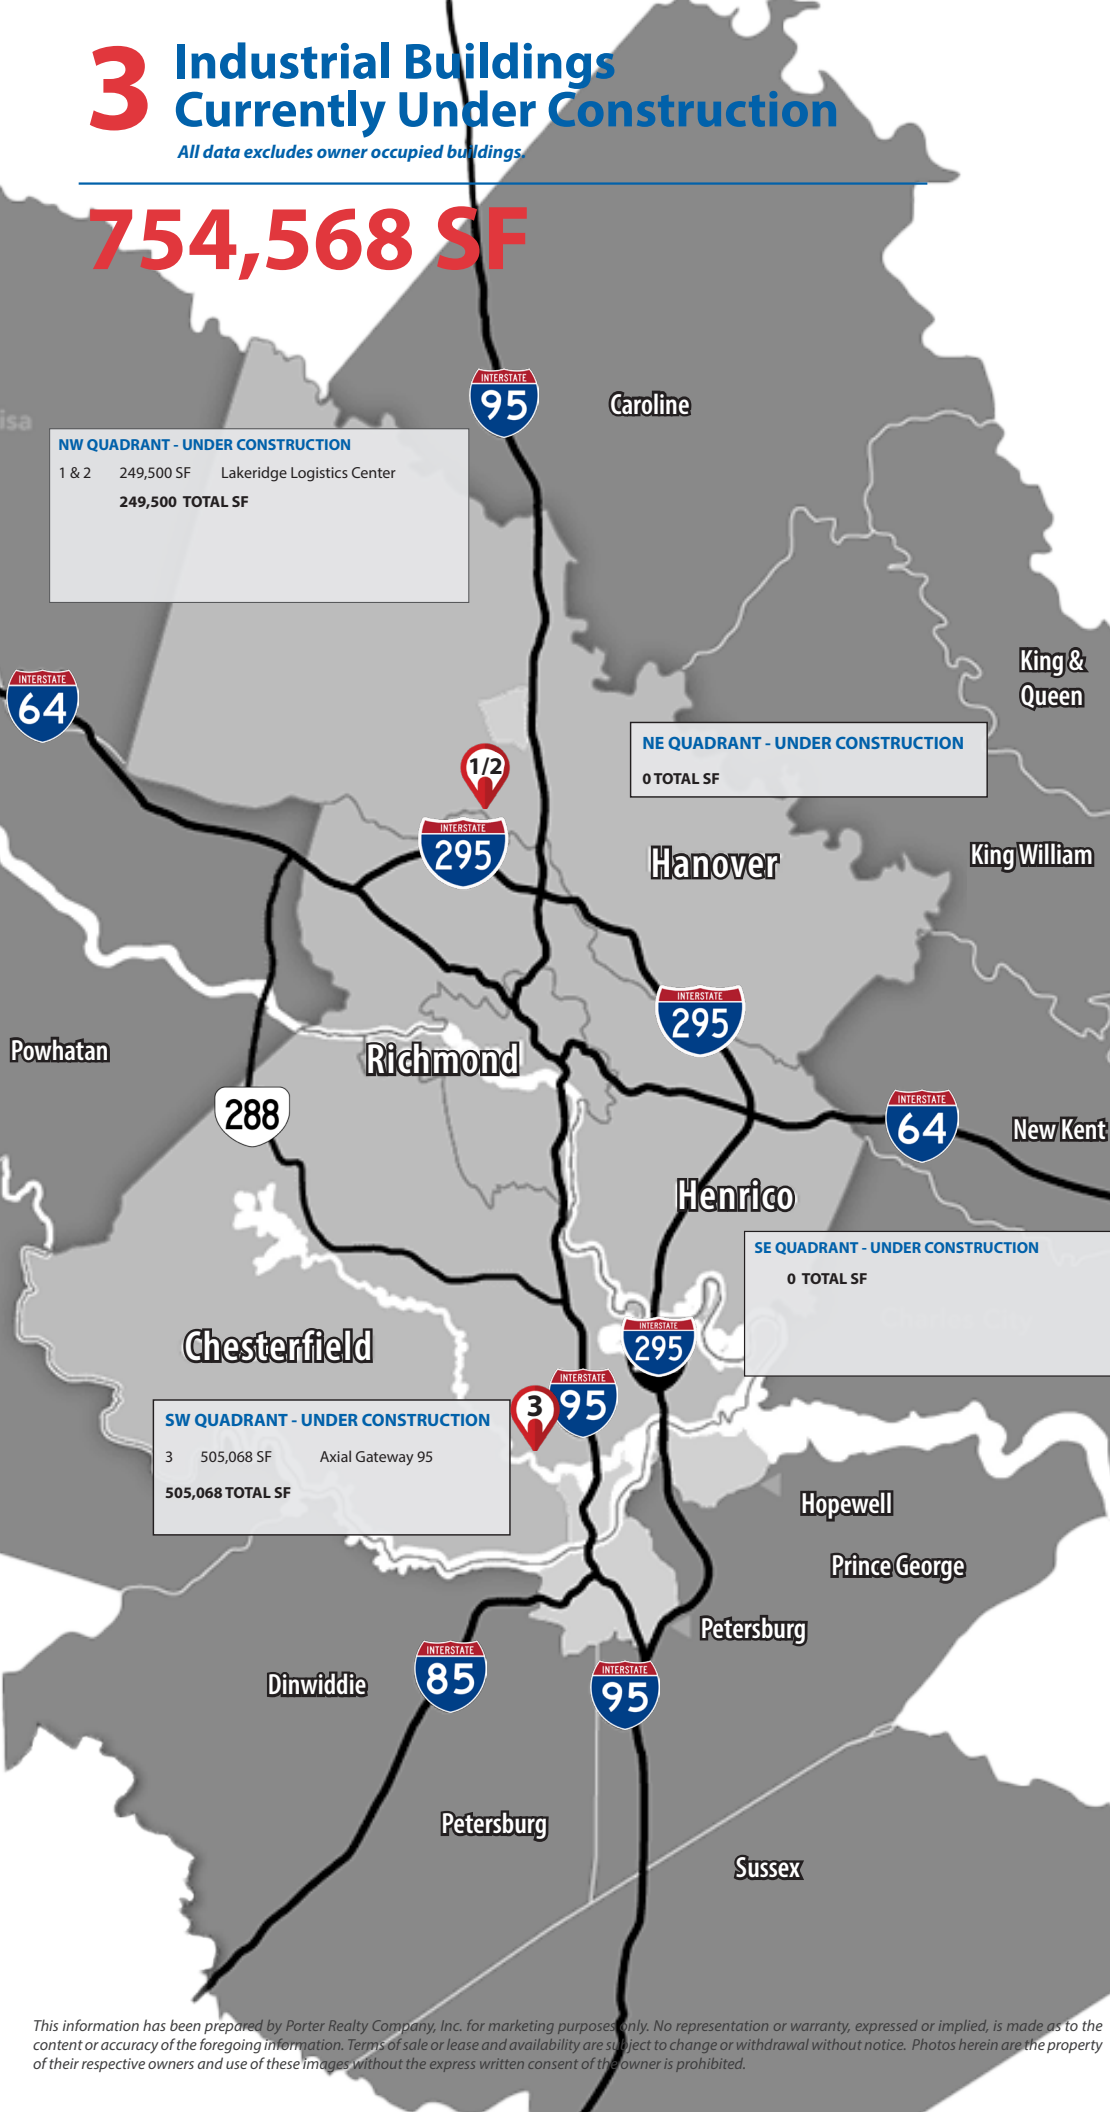 3 Industrial Buildings
Currently Under Construction
All data excludes owner occupied buildings.
754,568 SF
INTERSTATE
95
Caroline
isa
NW QUADRANT - UNDER CONSTRUCTION
1 & 2 249,500 SF Lakeridge Logistics Center
249,500 TOTAL SF
King &
Queen
INTERSTATE
64
NE QUADRANT - UNDER CONSTRUCTION
0 TOTAL SF
1/2
INTERSTATE
295
Hanover
King William
INTERSTATE
295
Powhatan
Richmond
288
INTERSTATE
64
New Kent
Henrico
SE QUADRANT - UNDER CONSTRUCTION
0 TOTAL SF
Chesterfield
INTERSTATE
295
INTERSTATE
95
3
SW QUADRANT - UNDER CONSTRUCTION
3 505,068 SF Axial Gateway 95
505,068 TOTAL SF
Hopewell
Prince George
Petersburg
INTERSTATE
85
Dinwiddie
INTERSTATE
95
Petersburg
Sussex
This information has been prepared by Porter Realty Company, Inc. for marketing purposes only. No representation or warranty, expressed or implied, is made as to the
content or accuracy of the foregoing information. Terms of sale or lease and availability are subject to change or withdrawal without notice. Photos herein are the property
of their respective owners and use of these images without the express written consent of the owner is prohibited.